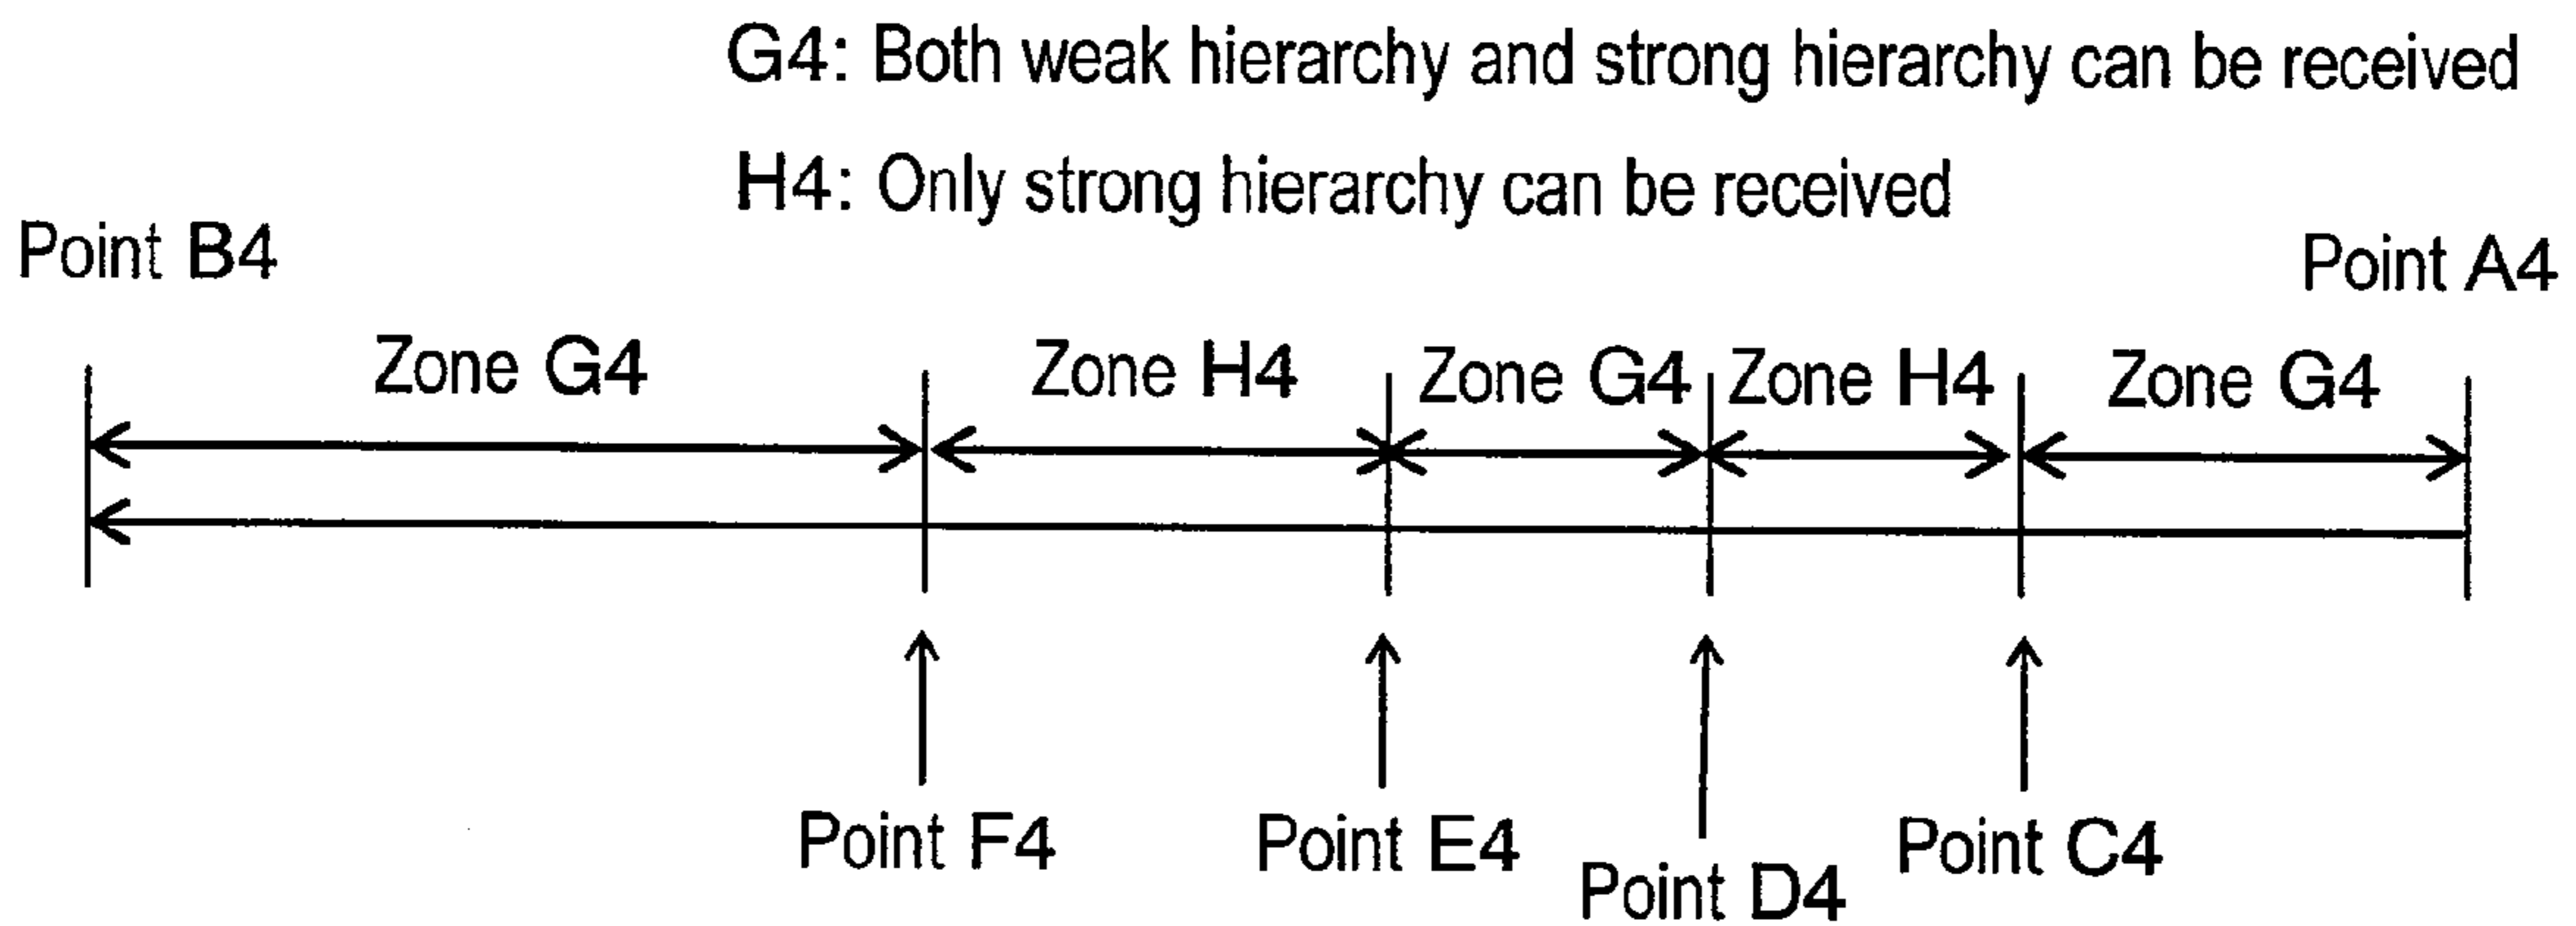 G4: Both weak hierarchy and strong hierarchy can be received
H4: Only strong hierarchy can be received
Point B4
Point A4
Zone G4
Zone H4
Zone G4
Zone H4
Zone G4
Point F4
Point E4
Point D4
Point C4